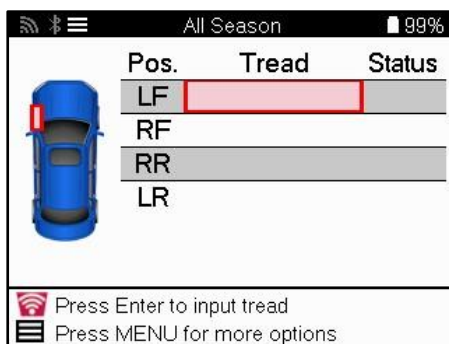 All Season 99%
Pos. Tread Status
LF
RF
RR
LR
Press Enter to input tread
Press MENU for more options